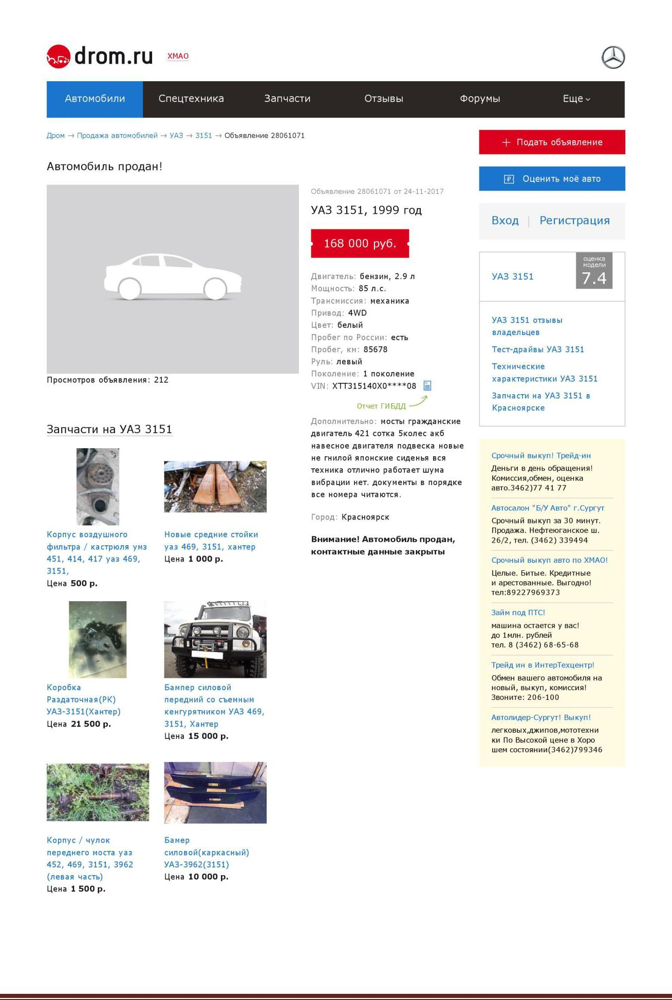 drom.ru
ХМАО
Автомобили
Спецтехника
Запчасти
Отзывы
Форумы
Еще
Дром → Продажа автомобилей → УАЗ → 3151 → Объявление 28061071
Автомобиль продан!
Просмотров объявления: 212
Объявление 28061071 от 24-11-2017
УАЗ 3151, 1999 год
168 000 руб.
Двигатель: бензин, 2.9 л
Мощность: 85 л.с.
Трансмиссия: механика
Привод: 4WD
Цвет: белый
Пробег по России: есть
Пробег, км: 85678
Руль: левый
Поколение: 1 поколение
VIN: XTT315140X0****08
Отчет ГИБДД
Дополнительно: мосты гражданские
двигатель 421 сотка 5колес акб
навесное двигателя подвеска новые
не гнилой японские сиденья вся
техника отлично работает шума
вибрации нет. документы в порядке
все номера читаются.
Город: Красноярск
Внимание! Автомобиль продан,
контактные данные закрыты
Запчасти на УАЗ 3151
Корпус воздушного
фильтра / кастрюля умз
451, 414, 417 уаз 469,
3151,
Цена 500 р.
Новые средние стойки
уаз 469, 3151, хантер
Цена 1 000 р.
Коробка
Раздаточная(РК)
УАЗ-3151(Хантер)
Цена 21 500 р.
Бампер силовой
передний со съемным
кенгурятником УАЗ 469,
3151, Хантер
Цена 15 000 р.
Корпус / чулок
переднего моста уаз
452, 469, 3151, 3962
(левая часть)
Цена 1 500 р.
Бамер
силовой(каркасный)
УАЗ-3962(3151)
Цена 10 000 р.
Подать объявление
Оценить моё авто
Вход | Регистрация
УАЗ 3151
оценка
модели
7.4
УАЗ 3151 отзывы
владельцев
Тест-драйвы УАЗ 3151
Технические
характеристики УАЗ 3151
Запчасти на УАЗ 3151 в
Красноярске
Срочный выкуп! Трейд-ин
Деньги в день обращения!
Комиссия,обмен, оценка
авто.3462)77 41 77
Автосалон "Б/У Авто" г.Сургут
Срочный выкуп за 30 минут.
Продажа. Нефтеюганское ш.
26/2, тел. (3462) 339494
Срочный выкуп авто по ХМАО!
Целые. Битые. Кредитные
и арестованные. Выгодно!
тел:89227969373
Займ под ПТС!
машина остается у вас!
до 1млн. рублей
тел. 8 (3462) 68-65-68
Трейд ин в ИнтерТехцентр!
Обмен вашего автомобиля на
новый, выкуп, комиссия!
Звоните: 206-100
Автолидер-Сургут! Выкуп!
легковых,джипов,мототехни
ки По Высокой цене в Хоро
шем состоянии(3462)799346